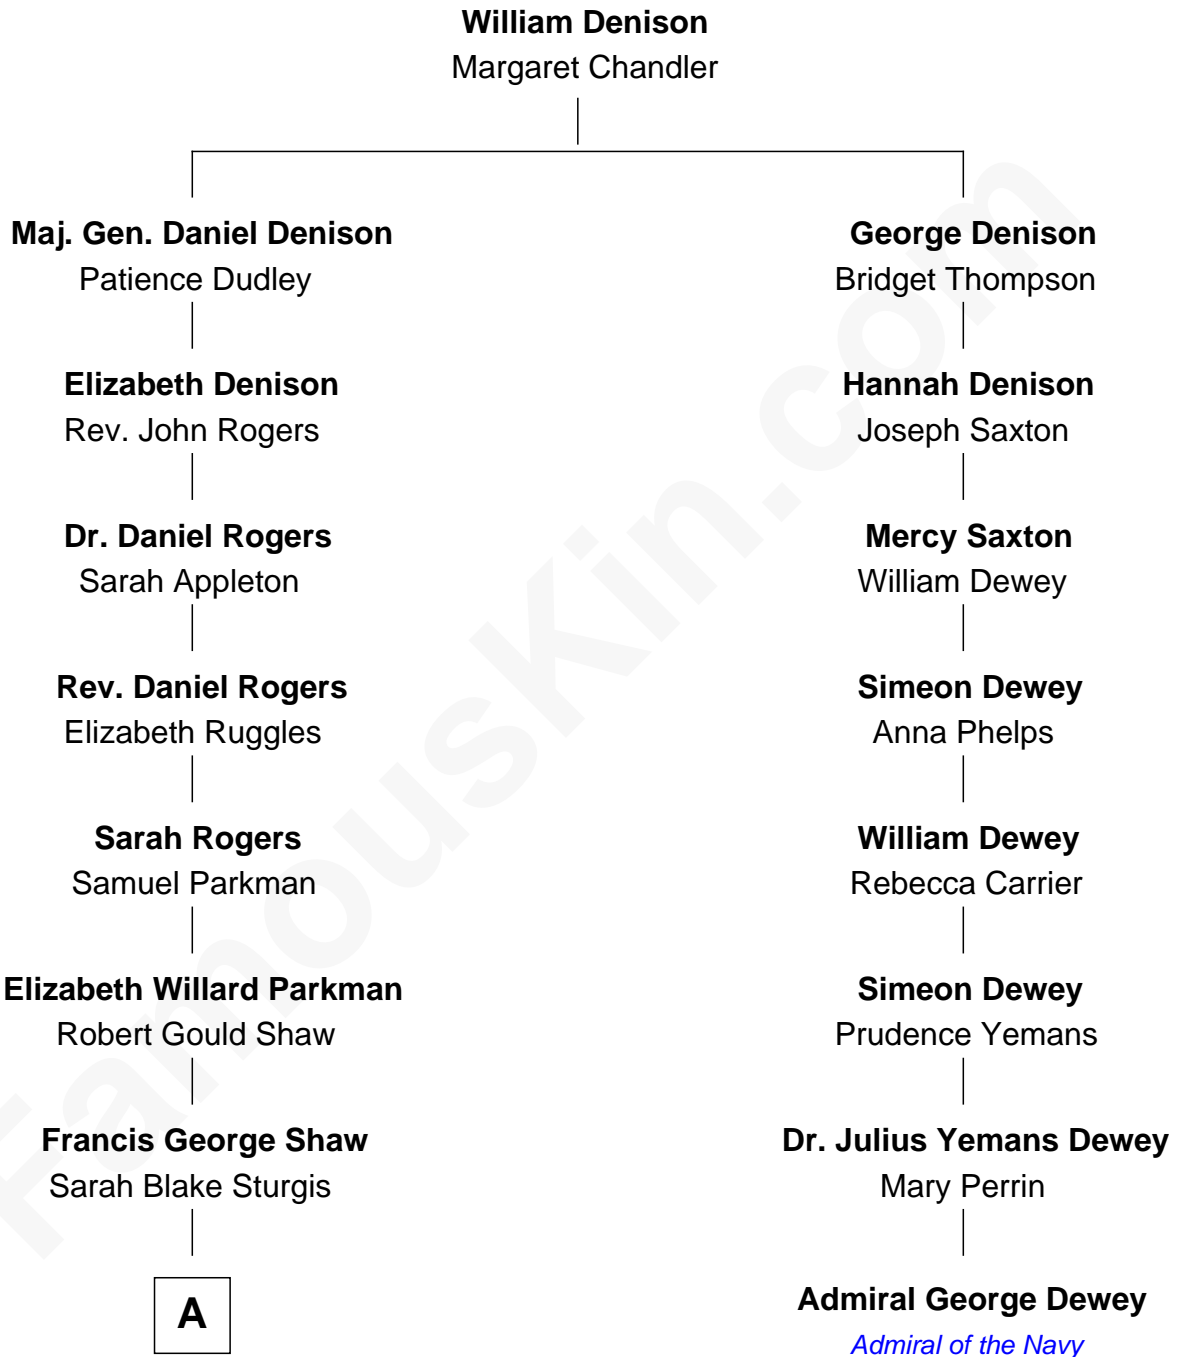 William Denison
Margaret Chandler
Maj. Gen. Daniel Denison
Patience Dudley
George Denison
Bridget Thompson
Elizabeth Denison
Rev. John Rogers
Hannah Denison
Joseph Saxton
Dr. Daniel Rogers
Sarah Appleton
Mercy Saxton
William Dewey
Rev. Daniel Rogers
Elizabeth Ruggles
Simeon Dewey
Anna Phelps
Sarah Rogers
Samuel Parkman
William Dewey
Rebecca Carrier
Elizabeth Willard Parkman
Robert Gould Shaw
Simeon Dewey
Prudence Yemans
Francis George Shaw
Sarah Blake Sturgis
Dr. Julius Yemans Dewey
Mary Perrin
A
Admiral George Dewey
Admiral of the Navy
FamousKin.com